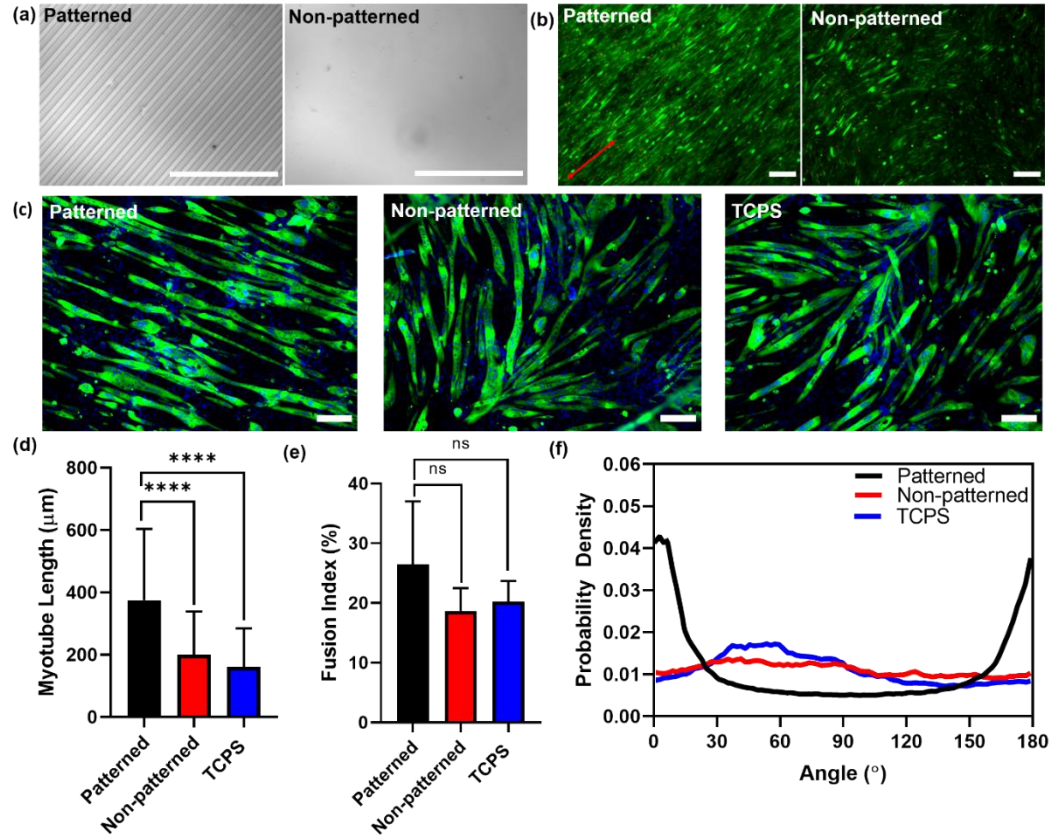 (a)
Patterned
Non-patterned
(b)
Patterned
Non-patterned
(c)
Patterned
Non-patterned
TCPS
(d)
Myotube Length (μm)
800
600
400
200
0
****
****
Patterned
Non-patterned
TCPS
(e)
Fusion Index (%)
40
30
20
10
0
ns
ns
Patterned
Non-patterned
TCPS
(f)
Probability Density
0.06
0.05
0.04
0.03
0.02
0.01
0.00
Patterned
Non-patterned
TCPS
0 30 60 90 120 150 180
Angle (°)